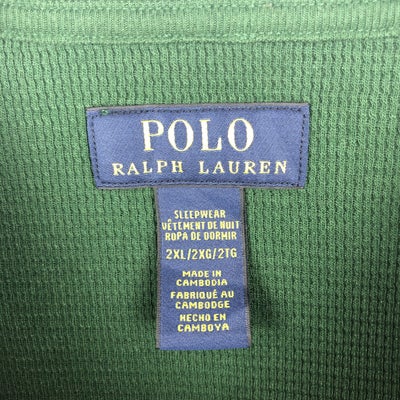 POLO
RALPH LAUREN
SLEEPWEAR
VÊTEMENT DE NUIT
ROPA DE DORMIR
2XL/2XG/2TG
MADE IN
CAMBODIA
FABRIQUÉ AU
CAMBODGE
HECHO EN
CAMBOYA